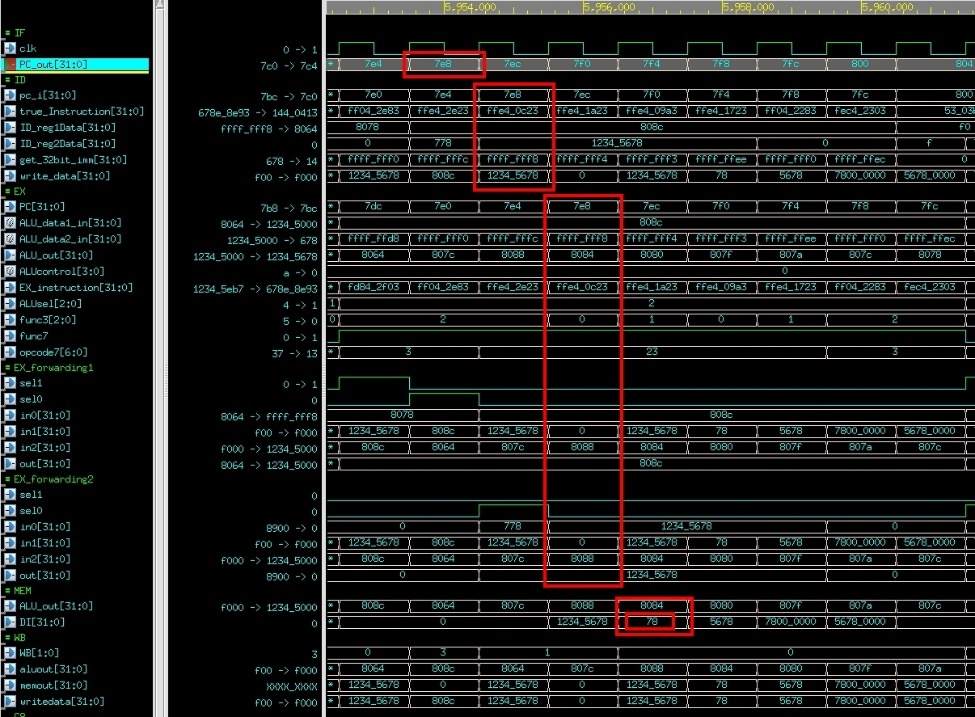 5,954.000 5,956.000 5,958.000 5,960.000
IF
clk 0 -> 1
PC_out[31:0] 7c0 -> 7c4 * 7e4 7e8 7ec 7f0 7f4 7f8 7fc 800 804
ID
pc_i[31:0] 7bc -> 7c0 * 7e0 7e4 7e8 7ec 7f0 7f4 7f8 7fc 800
true_Instruction[31:0] 678e_8e93 -> 144_0413 * ff04_2e83 ffe4_2e23 ffe4_0c23 ffe4_1a23 ffe4_09a3 ffe4_1723 ff04_2283 fec4_2303 53_03
ID_reg1Data[31:0] ffff_fff8 -> 8064 * 8078 808c f0
ID_reg2Data[31:0] 0 * 0 778 1234_5678 0 f
get_32bit_imm[31:0] 678 -> 14 * ffff_fff0 ffff_fffc ffff_fff8 ffff_fff4 ffff_fff3 ffff_ffee ffff_fff0 ffff_ffec 0
write_data[31:0] f00 -> f000 * 1234_5678 808c 1234_5678 0 1234_5678 78 5678 7800_0000 5678_0000
EX
PC[31:0] 7b8 -> 7bc * 7dc 7e0 7e4 7e8 7ec 7f0 7f4 7f8 7fc
ALU_data1_in[31:0] 8064 -> 1234_5000 * 808c
ALU_data2_in[31:0] 1234_5000 -> 678 * ffff_ffd8 ffff_fff0 ffff_fffc ffff_fff8 ffff_fff4 ffff_fff3 ffff_ffee ffff_fff0 ffff_ffec
ALU_out[31:0] 1234_5000 -> 1234_5678 * 8064 807c 8088 8084 8080 807f 807a 807c 8078
ALUcontrol[3:0] a -> 0 0
EX_instruction[31:0] 1234_5eb7 -> 678e_8e93 * fd84_2f03 ff04_2e83 ffe4_2e23 ffe4_0c23 ffe4_1a23 ffe4_09a3 ffe4_1723 ff04_2283 fec4_2303
ALUsel[2:0] 4 -> 1 1 2
func3[2:0] 5 -> 0 0 2 0 1 0 1 2
func7 0 -> 1
opcode7[6:0] 37 -> 13 * 3 23 3
EX_forwarding1
sel1 0 -> 1
sel0 0
in0[31:0] 8064 -> ffff_fff8 8078 808c
in1[31:0] f00 -> f000 * 1234_5678 808c 1234_5678 0 1234_5678 78 5678 7800_0000 5678_0000
in2[31:0] f000 -> 1234_5000 * 808c 8064 807c 8088 8084 8080 807f 807a 807c
out[31:0] 8064 -> 1234_5000 * 808c
EX_forwarding2
sel1 0
sel0 0
in0[31:0] 8900 -> 0 0 778 1234_5678 0
in1[31:0] f00 -> f000 * 1234_5678 808c 1234_5678 0 1234_5678 78 5678 7800_0000 5678_0000
in2[31:0] f000 -> 1234_5000 * 808c 8064 807c 8088 8084 8080 807f 807a 807c
out[31:0] 8900 -> 0 0 1234_5678 0
MEM
ALU_out[31:0] f000 -> 1234_5000 * 808c 8064 807c 8088 8084 8080 807f 807a 807c
DI[31:0] 0 * 0 1234_5678 78 5678 7800_0000 5678_0000
WB
WB[1:0] 3 0 3 1 0
aluout[31:0] f00 -> f000 * 8064 808c 8064 807c 8088 8084 8080 807f 807a
memout[31:0] XXXX_XXXX * 1234_5678 0 1234_5678 0 1234_5678 78 5678 7800_0000 5678_0000
writedata[31:0] f00 -> f000 * 1234_5678 808c 1234_5678 0 1234_5678 78 5678 7800_0000 5678_0000